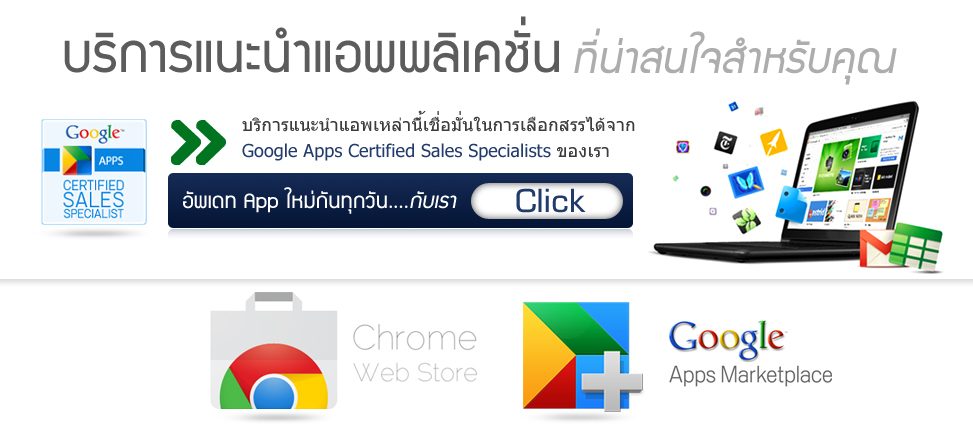 บริการแนะนำแอพพลิเคชั่น ที่น่าสนใจสำหรับคุณ
Google™
APPS
CERTIFIED
SALES
SPECIALIST
บริการแนะนำแอพเหล่านี้เชื่อมั่นในการเลือกสรรได้จาก
Google Apps Certified Sales Specialists ของเรา
อัพเดท App ใหม่กันทุกวัน....กับเรา Click
Chrome
Web Store
Google™
Apps Marketplace